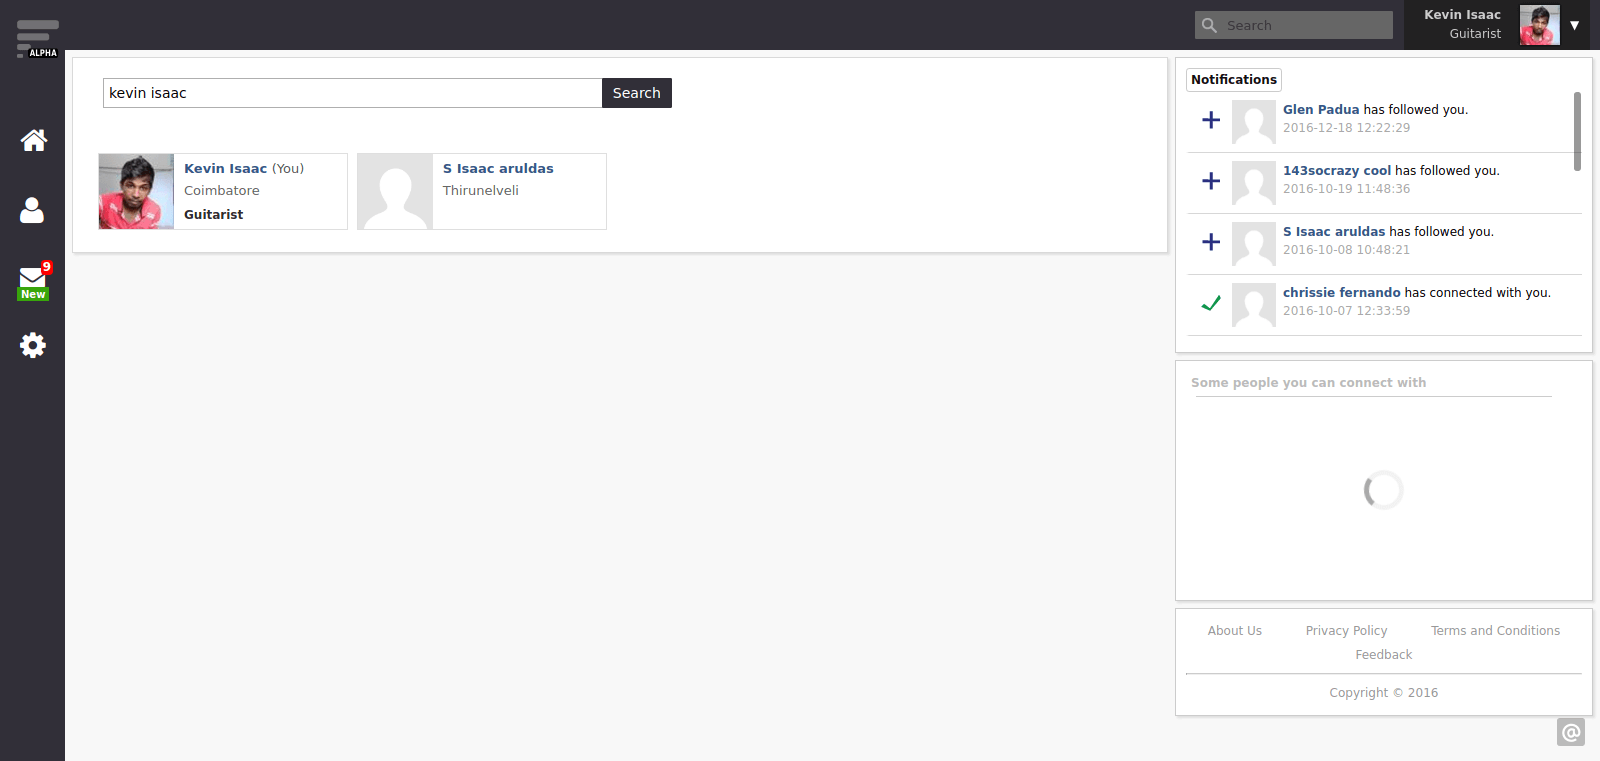 ALPHA
Search
Kevin Isaac
Guitarist
▼
9
New
kevin isaac
Search
Kevin Isaac (You)
Coimbatore
Guitarist
S Isaac aruldas
Thirunelveli
Notifications
Glen Padua has followed you.
2016-12-18 12:22:29
143socrazy cool has followed you.
2016-10-19 11:48:36
S Isaac aruldas has followed you.
2016-10-08 10:48:21
chrissie fernando has connected with you.
2016-10-07 12:33:59
Some people you can connect with
About Us Privacy Policy Terms and Conditions
Feedback
Copyright © 2016
@